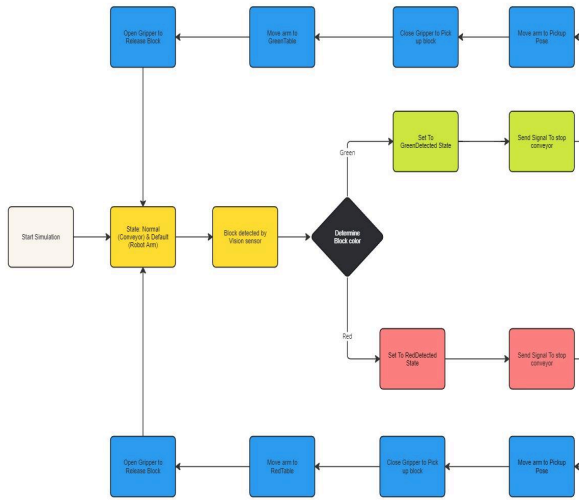 Open Gripper to
Release Block
Move arm to
GreenTable
Close Gripper to Pick
up block
Move arm to Pickup
Pose
Green
Set To
GreenDetected State
Send Signal To stop
conveyor
Start Simulation
State: Normal
(Conveyor) & Default
(Robot Arm)
Block detected by
Vision sensor
Determine
Block color
Red
Set To RedDetected
State
Send Signal To stop
conveyor
Open Gripper to
Release Block
Move arm to
RedTable
Close Gripper to Pick
up block
Move arm to Pickup
Pose